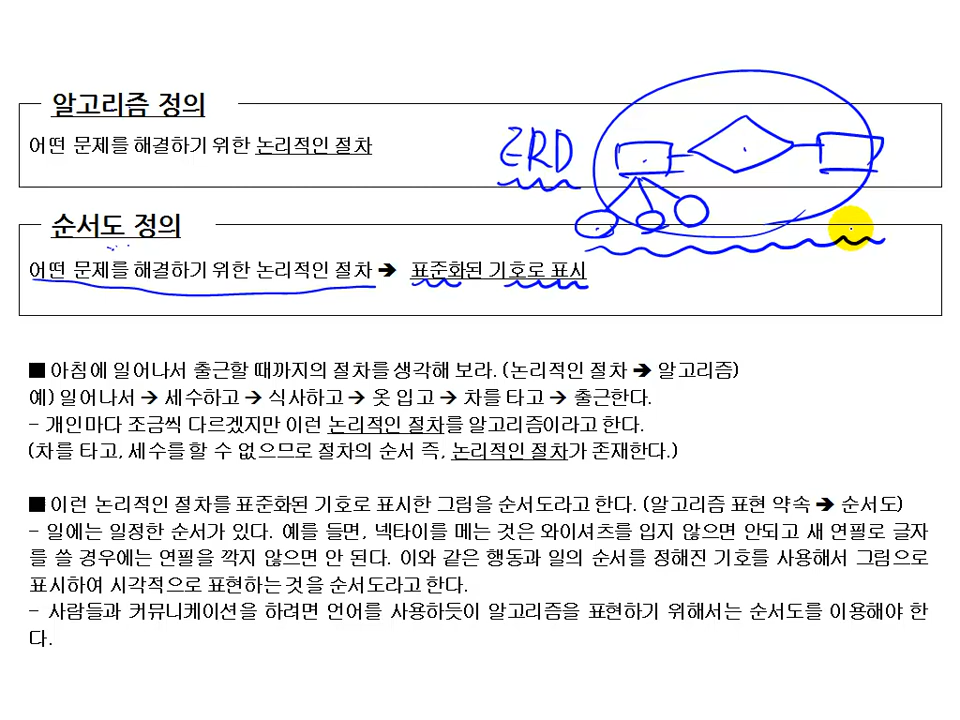 알고리즘 정의
어떤 문제를 해결하기 위한 논리적인 절차
ERD
순서도 정의
어떤 문제를 해결하기 위한 논리적인 절차 → 표준화된 기호로 표시
■ 아침에 일어나서 출근할 때까지의 절차를 생각해 보라. (논리적인 절차 → 알고리즘)
예) 일어나서 → 세수하고 → 식사하고 → 옷 입고 → 차를 타고 → 출근한다.
- 개인마다 조금씩 다르겠지만 이런 논리적인 절차를 알고리즘이라고 한다.
(차를 타고, 세수를 할 수 없으므로 절차의 순서 즉, 논리적인 절차가 존재한다.)
■ 이런 논리적인 절차를 표준화된 기호로 표시한 그림을 순서도라고 한다. (알고리즘 표현 약속 → 순서도)
- 일에는 일정한 순서가 있다. 예를 들면, 넥타이를 메는 것은 와이셔츠를 입지 않으면 안되고 새 연필로 글자
를 쓸 경우에는 연필을 깍지 않으면 안 된다. 이와 같은 행동과 일의 순서를 정해진 기호를 사용해서 그림으로
표시하여 시각적으로 표현하는 것을 순서도라고 한다.
- 사람들과 커뮤니케이션을 하려면 언어를 사용하듯이 알고리즘을 표현하기 위해서는 순서도를 이용해야 한
다.